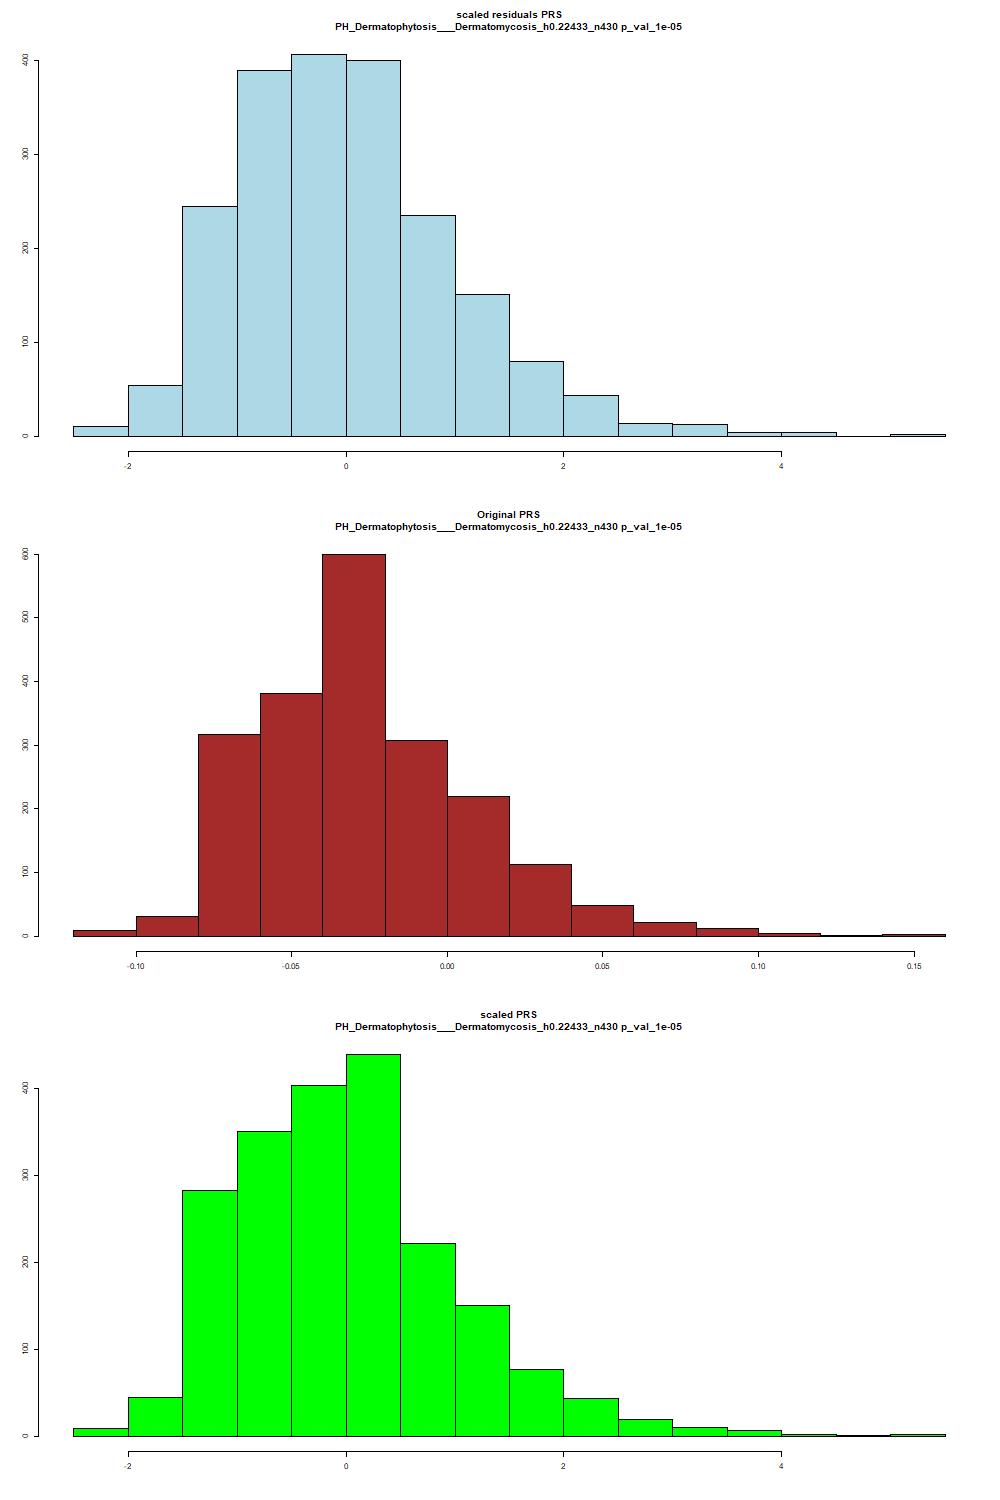 scaled residuals PRS
PH_Dermatophytosis___Dermatomycosis_h0.22433_n430 p_val_1e-05
400
300
200
100
0
-2 0 2 4
Original PRS
PH_Dermatophytosis___Dermatomycosis_h0.22433_n430 p_val_1e-05
600
500
400
300
200
100
0
-0.10 -0.05 0.00 0.05 0.10 0.15
scaled PRS
PH_Dermatophytosis___Dermatomycosis_h0.22433_n430 p_val_1e-05
400
300
200
100
0
-2 0 2 4